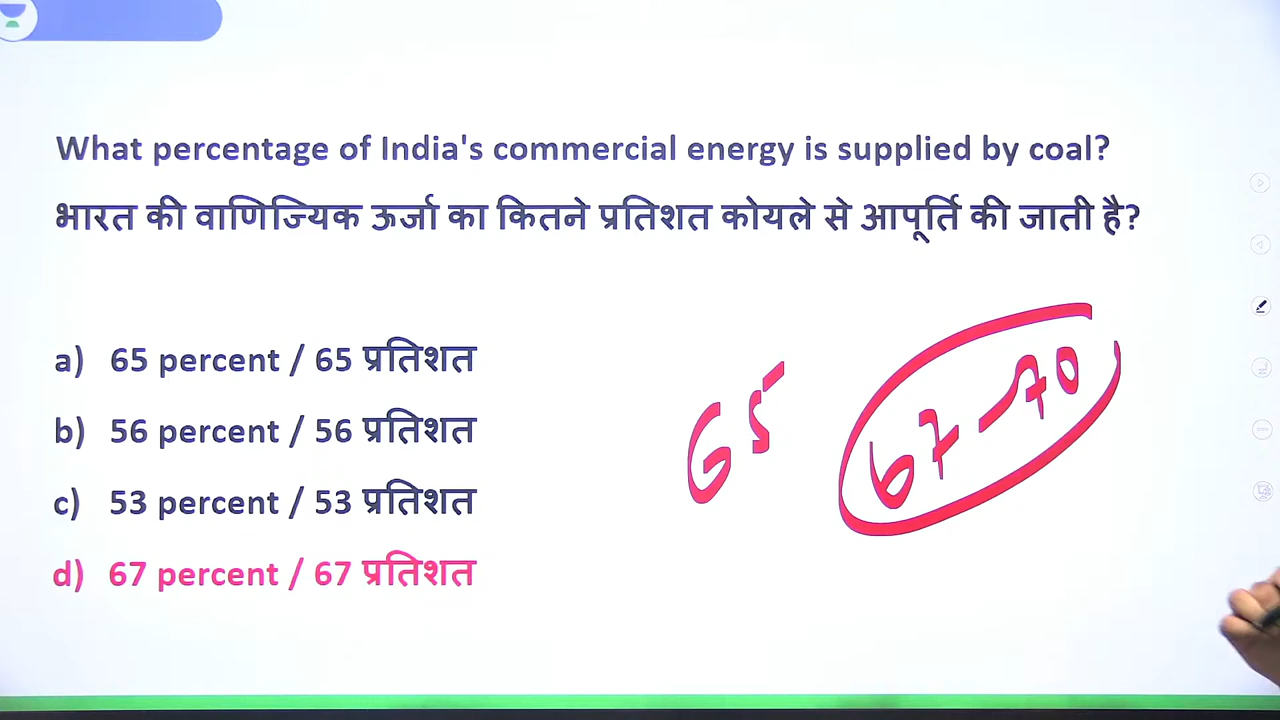 What percentage of India's commercial energy is supplied by coal?
भारत की वाणिज्यिक ऊर्जा का कितने प्रतिशत कोयले से आपूर्ति की जाती है?
a) 65 percent / 65 प्रतिशत
b) 56 percent / 56 प्रतिशत
c) 53 percent / 53 प्रतिशत
d) 67 percent / 67 प्रतिशत
65
67-70